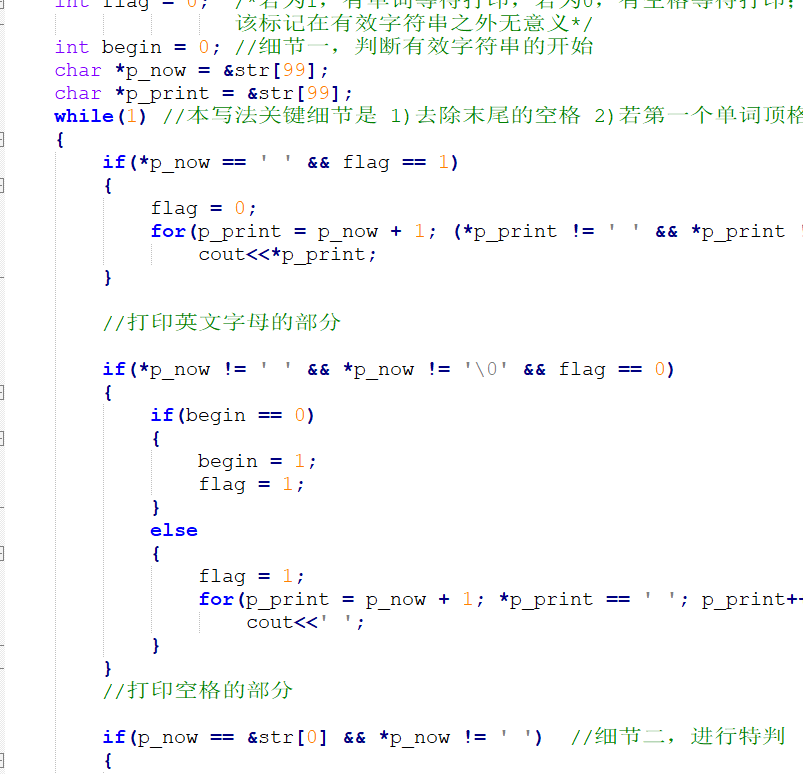 int flag = 0;  /*若为1, 有单词等待打印, 若为0, 有空格等待打印;
该标记在有效字符串之外无意义*/
int begin = 0; //细节一, 判断有效字符串的开始
char *p_now = &str[99];
char *p_print = &str[99];
while(1) //本写法关键细节是 1)去除末尾的空格 2)若第一个单词顶格
{
if(*p_now == ' ' && flag == 1)
{
flag = 0;
for(p_print = p_now + 1; (*p_print != ' ' && *p_print
cout<<*p_print;
}
//打印英文字母的部分
if(*p_now != ' ' && *p_now != '\0' && flag == 0)
{
if(begin == 0)
{
begin = 1;
flag = 1;
}
else
{
flag = 1;
for(p_print = p_now + 1; *p_print == ' '; p_print+
cout<<' ';
}
}
//打印空格的部分
if(p_now == &str[0] && *p_now != ' ')  //细节二, 进行特判
{